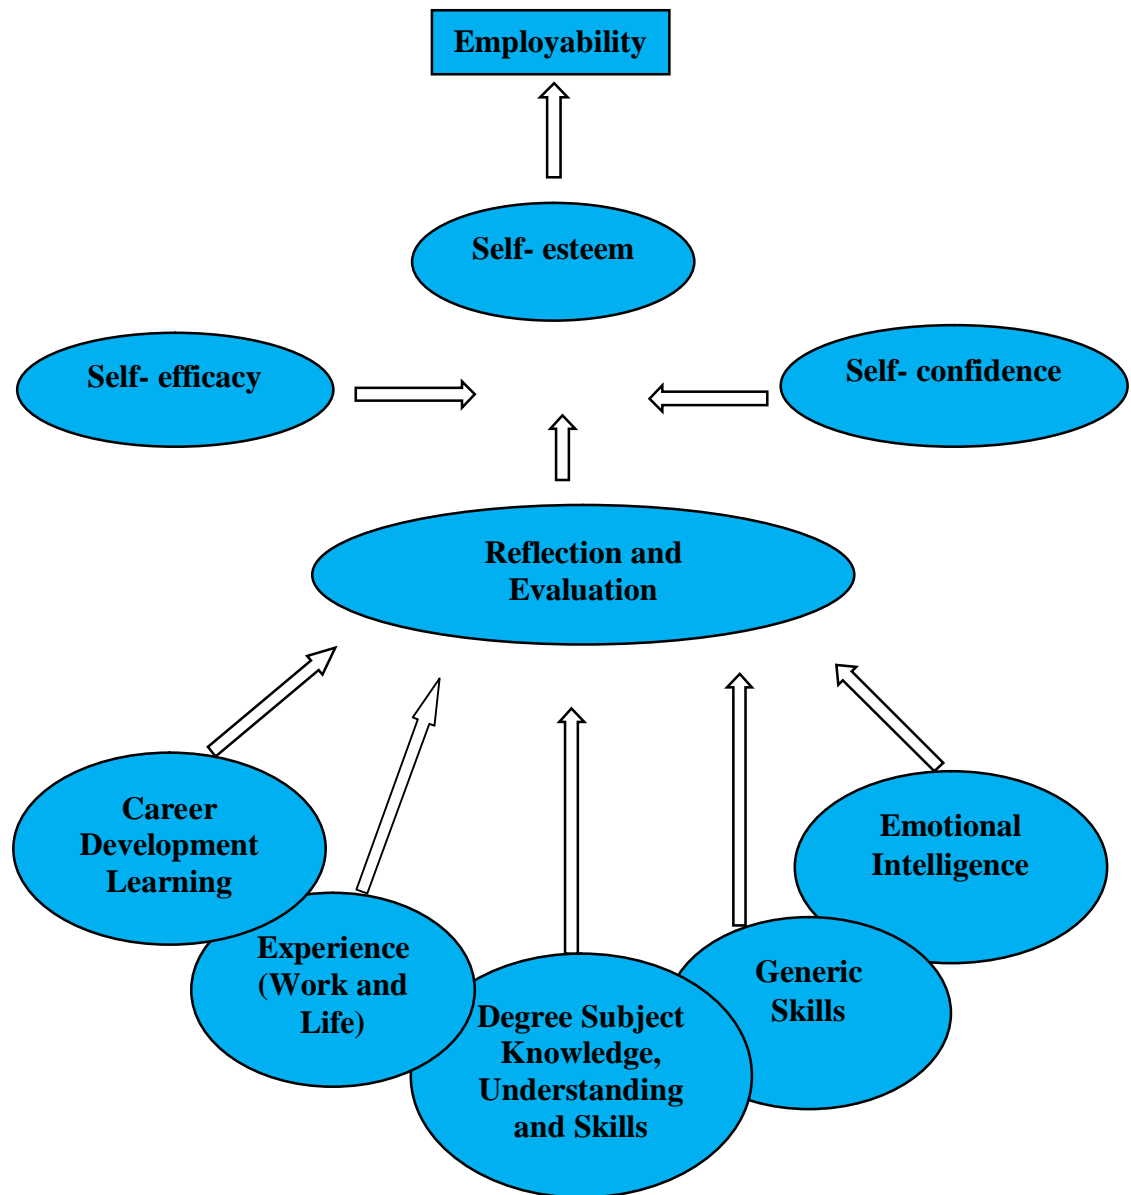 Employability
Self- esteem
Self- efficacy
Self- confidence
Reflection and
Evaluation
Career
Development
Learning
Experience
(Work and
Life)
Degree Subject
Knowledge,
Understanding
and Skills
Generic
Skills
Emotional
Intelligence